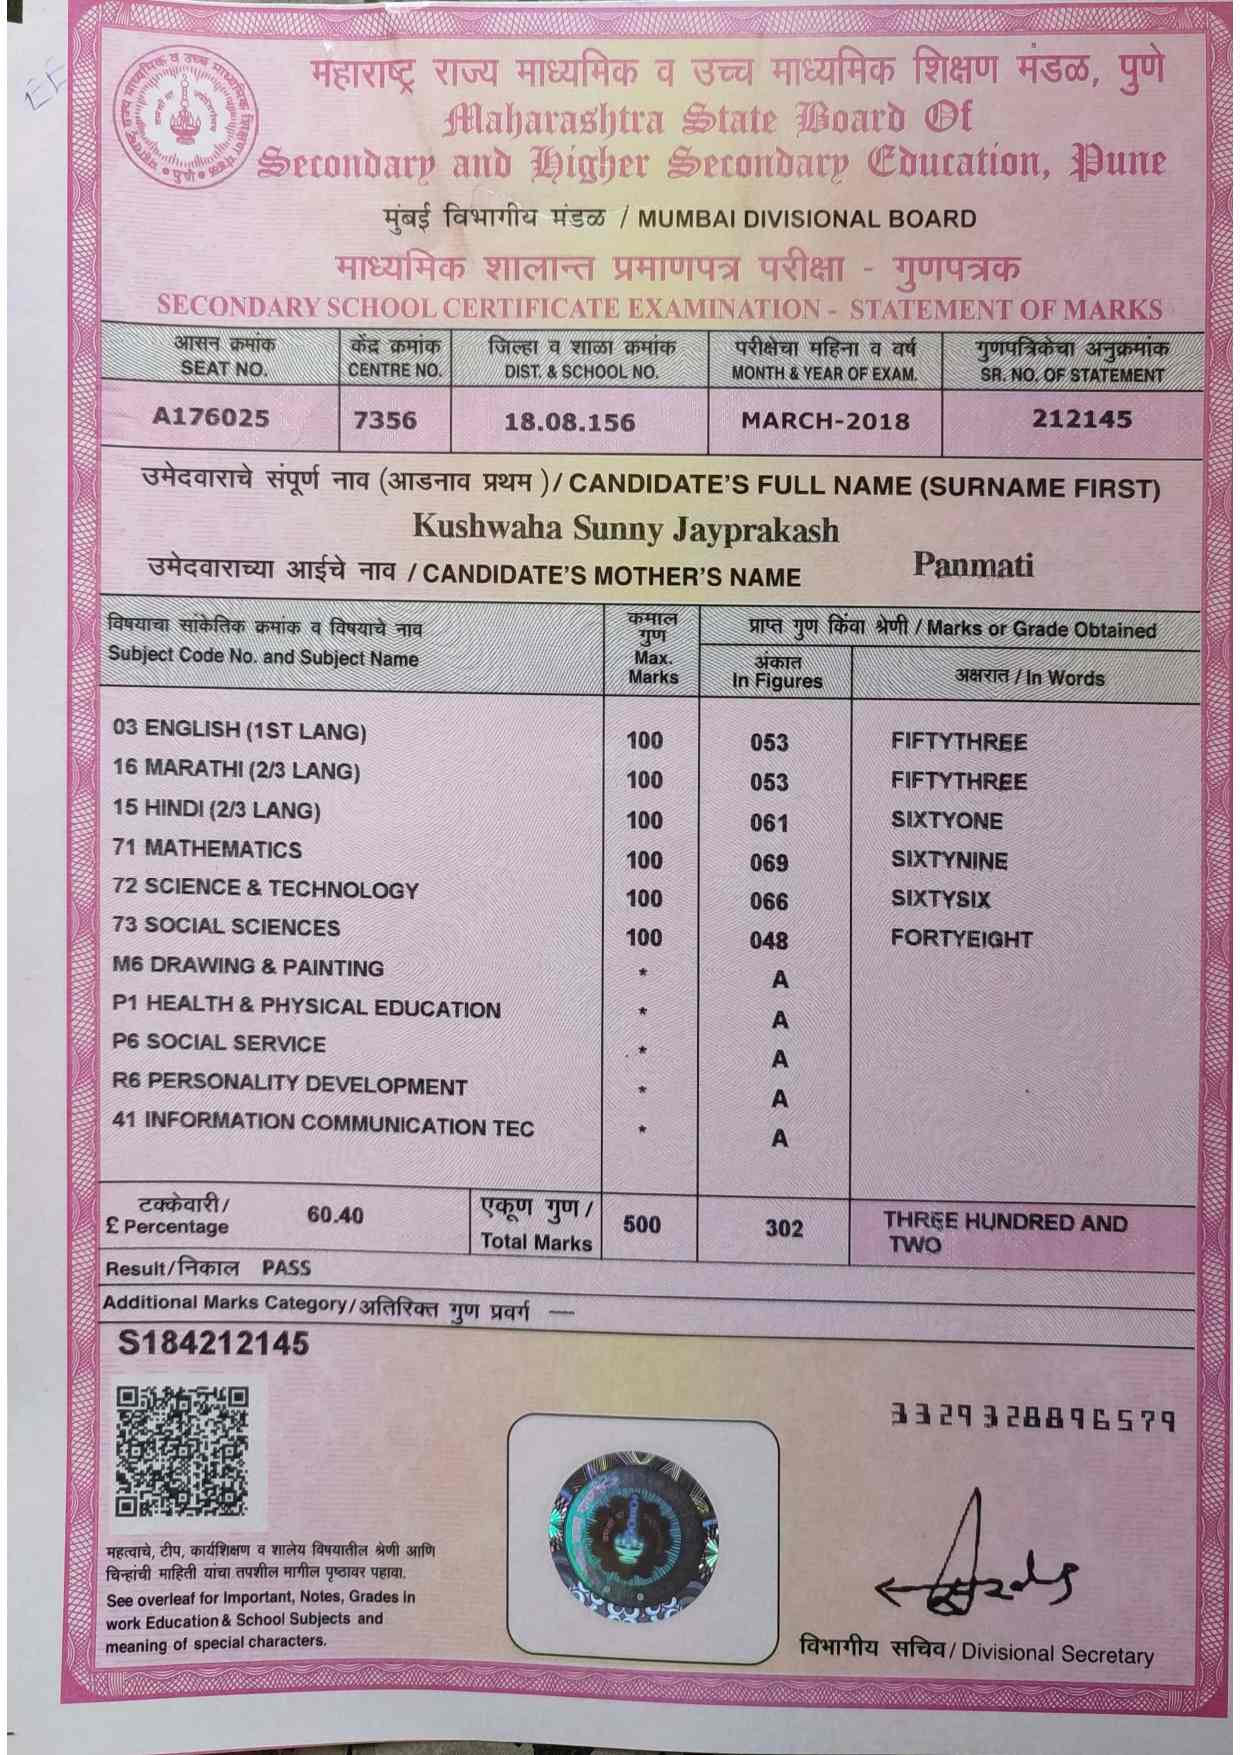 EE
महाराष्ट्र राज्य माध्यमिक व उच्च माध्यमिक शिक्षण मंडळ, पुणे
Maharashtra State Board Of
Secondary and Higher Secondary Education, Pune
मुंबई विभागीय मंडळ / MUMBAI DIVISIONAL BOARD
माध्यमिक शालान्त प्रमाणपत्र परीक्षा - गुणपत्रक
SECONDARY SCHOOL CERTIFICATE EXAMINATION - STATEMENT OF MARKS
आसन क्रमांक केंद्र क्रमांक जिल्हा व शाळा क्रमांक परीक्षेचा महिना व वर्ष गुणपत्रिकेचा अनुक्रमांक
SEAT NO. CENTRE NO. DIST. & SCHOOL NO. MONTH & YEAR OF EXAM. SR. NO. OF STATEMENT
A176025 7356 18.08.156 MARCH-2018 212145
उमेदवाराचे संपूर्ण नाव (आडनाव प्रथम )/ CANDIDATE'S FULL NAME (SURNAME FIRST)
Kushwaha Sunny Jayprakash
उमेदवाराच्या आईचे नाव / CANDIDATE'S MOTHER'S NAME Panmati
विषयाचा सांकेतिक क्रमांक व विषयाचे नाव
Subject Code No. and Subject Name
कमाल
गुण
Max.
Marks
प्राप्त गुण किंवा श्रेणी / Marks or Grade Obtained
अंकात
In Figures
अक्षरात / In Words
03 ENGLISH (1ST LANG) 100 053 FIFTYTHREE
16 MARATHI (2/3 LANG) 100 053 FIFTYTHREE
15 HINDI (2/3 LANG) 100 061 SIXTYONE
71 MATHEMATICS 100 069 SIXTYNINE
72 SCIENCE & TECHNOLOGY 100 066 SIXTYSIX
73 SOCIAL SCIENCES 100 048 FORTYEIGHT
M6 DRAWING & PAINTING * A
P1 HEALTH & PHYSICAL EDUCATION * A
P6 SOCIAL SERVICE * A
R6 PERSONALITY DEVELOPMENT * A
41 INFORMATION COMMUNICATION TEC * A
टक्केवारी/
£ Percentage 60.40
एकूण गुण /
Total Marks 500 302 THREE HUNDRED AND
TWO
Result/निकाल PASS
Additional Marks Category/अतिरिक्त गुण प्रवर्ग —
S184212145
3329328896579
महत्वाचे, टीप, कार्यशिक्षण व शालेय विषयातील श्रेणी आणि
चिन्हांची माहिती यांचा तपशील मागील पृष्ठावर पहावा.
See overleaf for Important, Notes, Grades in
work Education & School Subjects and
meaning of special characters.
विभागीय सचिव/ Divisional Secretary